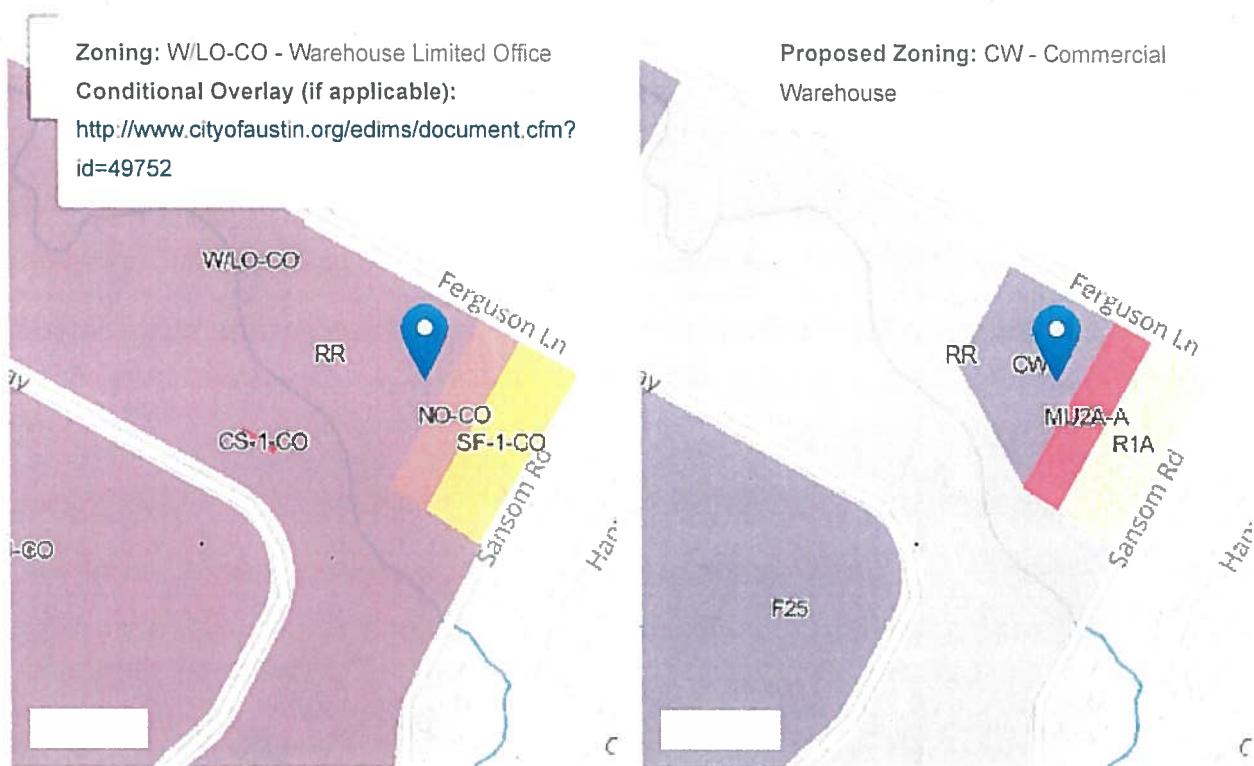 Zoning: W/LO-CO - Warehouse Limited Office
Conditional Overlay (if applicable):
http://www.cityofaustin.org/edims/document.cfm?
id=49752
W/LO-CO
Ferguson Ln
RR
NO-CO
SF-1-CO
CS-1-CO
Sansom Rd
Proposed Zoning: CW - Commercial
Warehouse
Ferguson Ln
RR
CW
MU2A-A
R1A
Sansom Rd
F25